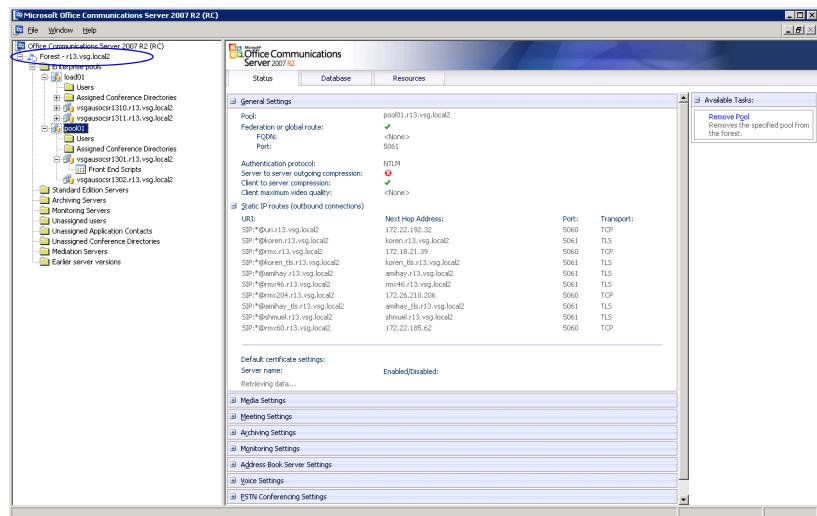 Microsoft Office Communications Server 2007 R2 (RC)
File Window Help
Office Communications Server 2007 R2 (RC)
Forest - r13.vsg.local2
Enterprise pools
load01
Users
Assigned Conference Directories
vsgausocsr1310.r13.vsg.local2
vsgausocsr1311.r13.vsg.local2
pool01
Users
Assigned Conference Directories
vsgausocsr1301.r13.vsg.local2
Front End Scripts
vsgausocsr1302.r13.vsg.local2
Standard Edition Servers
Archiving Servers
Monitoring Servers
Unassigned users
Unassigned Application Contacts
Unassigned Conference Directories
Mediation Servers
Earlier server versions
Microsoft
Office Communications
Server 2007 R2
Status Database Resources
General Settings
Pool: pool01.r13.vsg.local2
Federation or global route:
FQDN: <None>
Port: 5061
Authentication protocol: NTLM
Server to server outgoing compression:
Client to server compression:
Client maximum video quality: <None>
Static IP routes (outbound connections)
URI: Next Hop Address: Port: Transport:
SIP:*@uri.r13.vsg.local2 172.22.192.32 5060 TCP
SIP:*@koren.r13.vsg.local2 koren.r13.vsg.local2 5061 TLS
SIP:*@rmx.r13.vsg.local2 172.18.21.39 5060 TCP
SIP:*@koren_tls.r13.vsg.local2 koren_tls.r13.vsg.local2 5061 TLS
SIP:*@amihay.r13.vsg.local2 amihay.r13.vsg.local2 5061 TLS
SIP:*@rmx46.r13.vsg.local2 rmx46.r13.vsg.local2 5061 TLS
SIP:*@rmx204.r13.vsg.local2 172.26.210.206 5060 TCP
SIP:*@amihay_tls.r13.vsg.local2 amihay_tls.r13.vsg.local2 5061 TLS
SIP:*@shmuel.r13.vsg.local2 shmuel.r13.vsg.local2 5061 TLS
SIP:*@rmx60.r13.vsg.local2 172.22.185.62 5060 TCP
Default certificate settings:
Server name: Enabled/Disabled:
Retrieving data...
Media Settings
Meeting Settings
Archiving Settings
Monitoring Settings
Address Book Server Settings
Voice Settings
PSTN Conferencing Settings
Available Tasks:
Remove Pool
Removes the specified pool from
the forest.